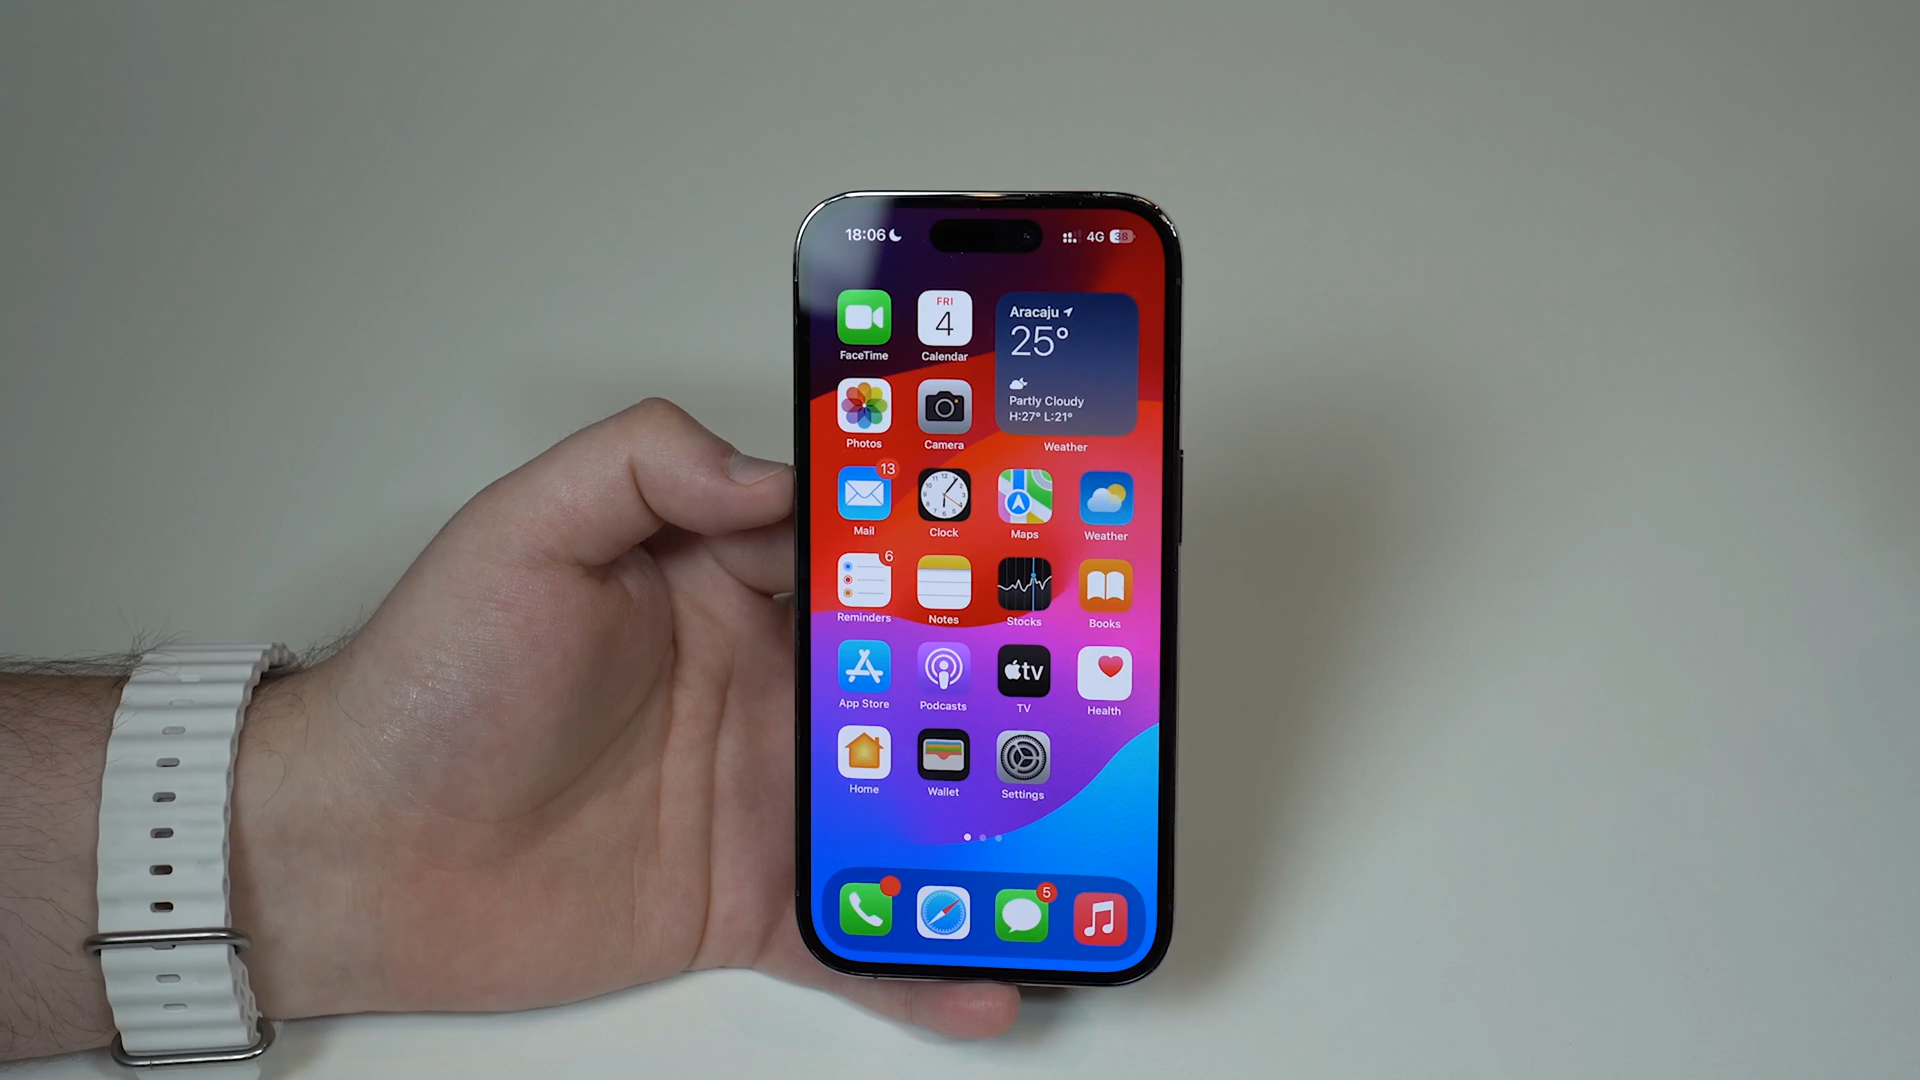 18:06
4G 38
FRI
4
Aracaju
25°
Partly Cloudy
H:27° L:21°
FaceTime
Calendar
Photos
Camera
Weather
13
Mail
Clock
Maps
Weather
6
Reminders
Notes
Stocks
Books
tv
App Store
Podcasts
TV
Health
Home
Wallet
Settings
5